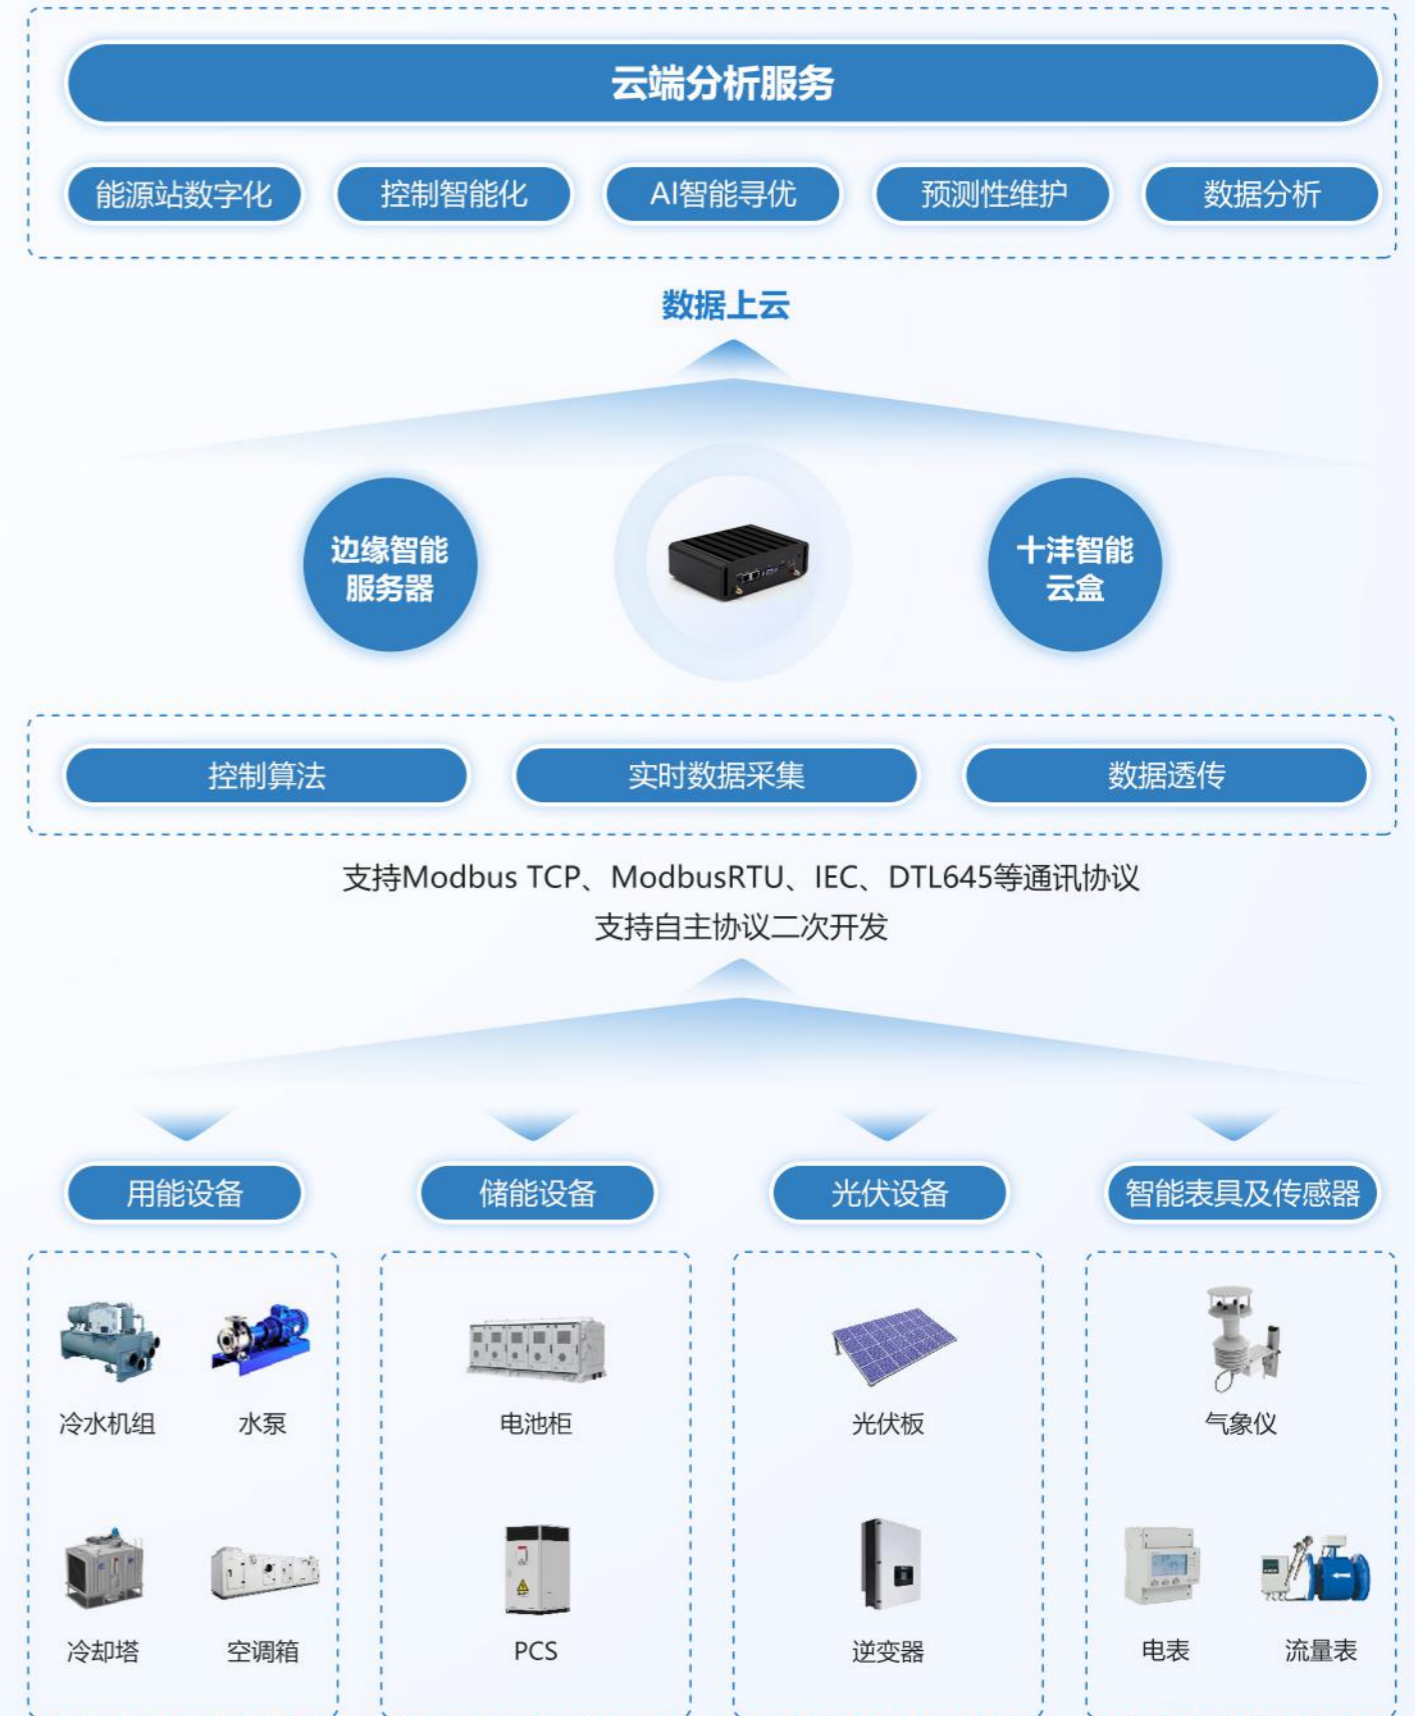 云端分析服务
能源站数字化
控制智能化
AI智能寻优
预测性维护
数据分析
数据上云
边缘智能
服务器
十沣智能
云盒
控制算法
实时数据采集
数据透传
支持Modbus TCP、ModbusRTU、IEC、DTL645等通讯协议
支持自主协议二次开发
用能设备
储能设备
光伏设备
智能表具及传感器
冷水机组
水泵
电池柜
光伏板
气象仪
冷却塔
空调箱
PCS
逆变器
电表
流量表